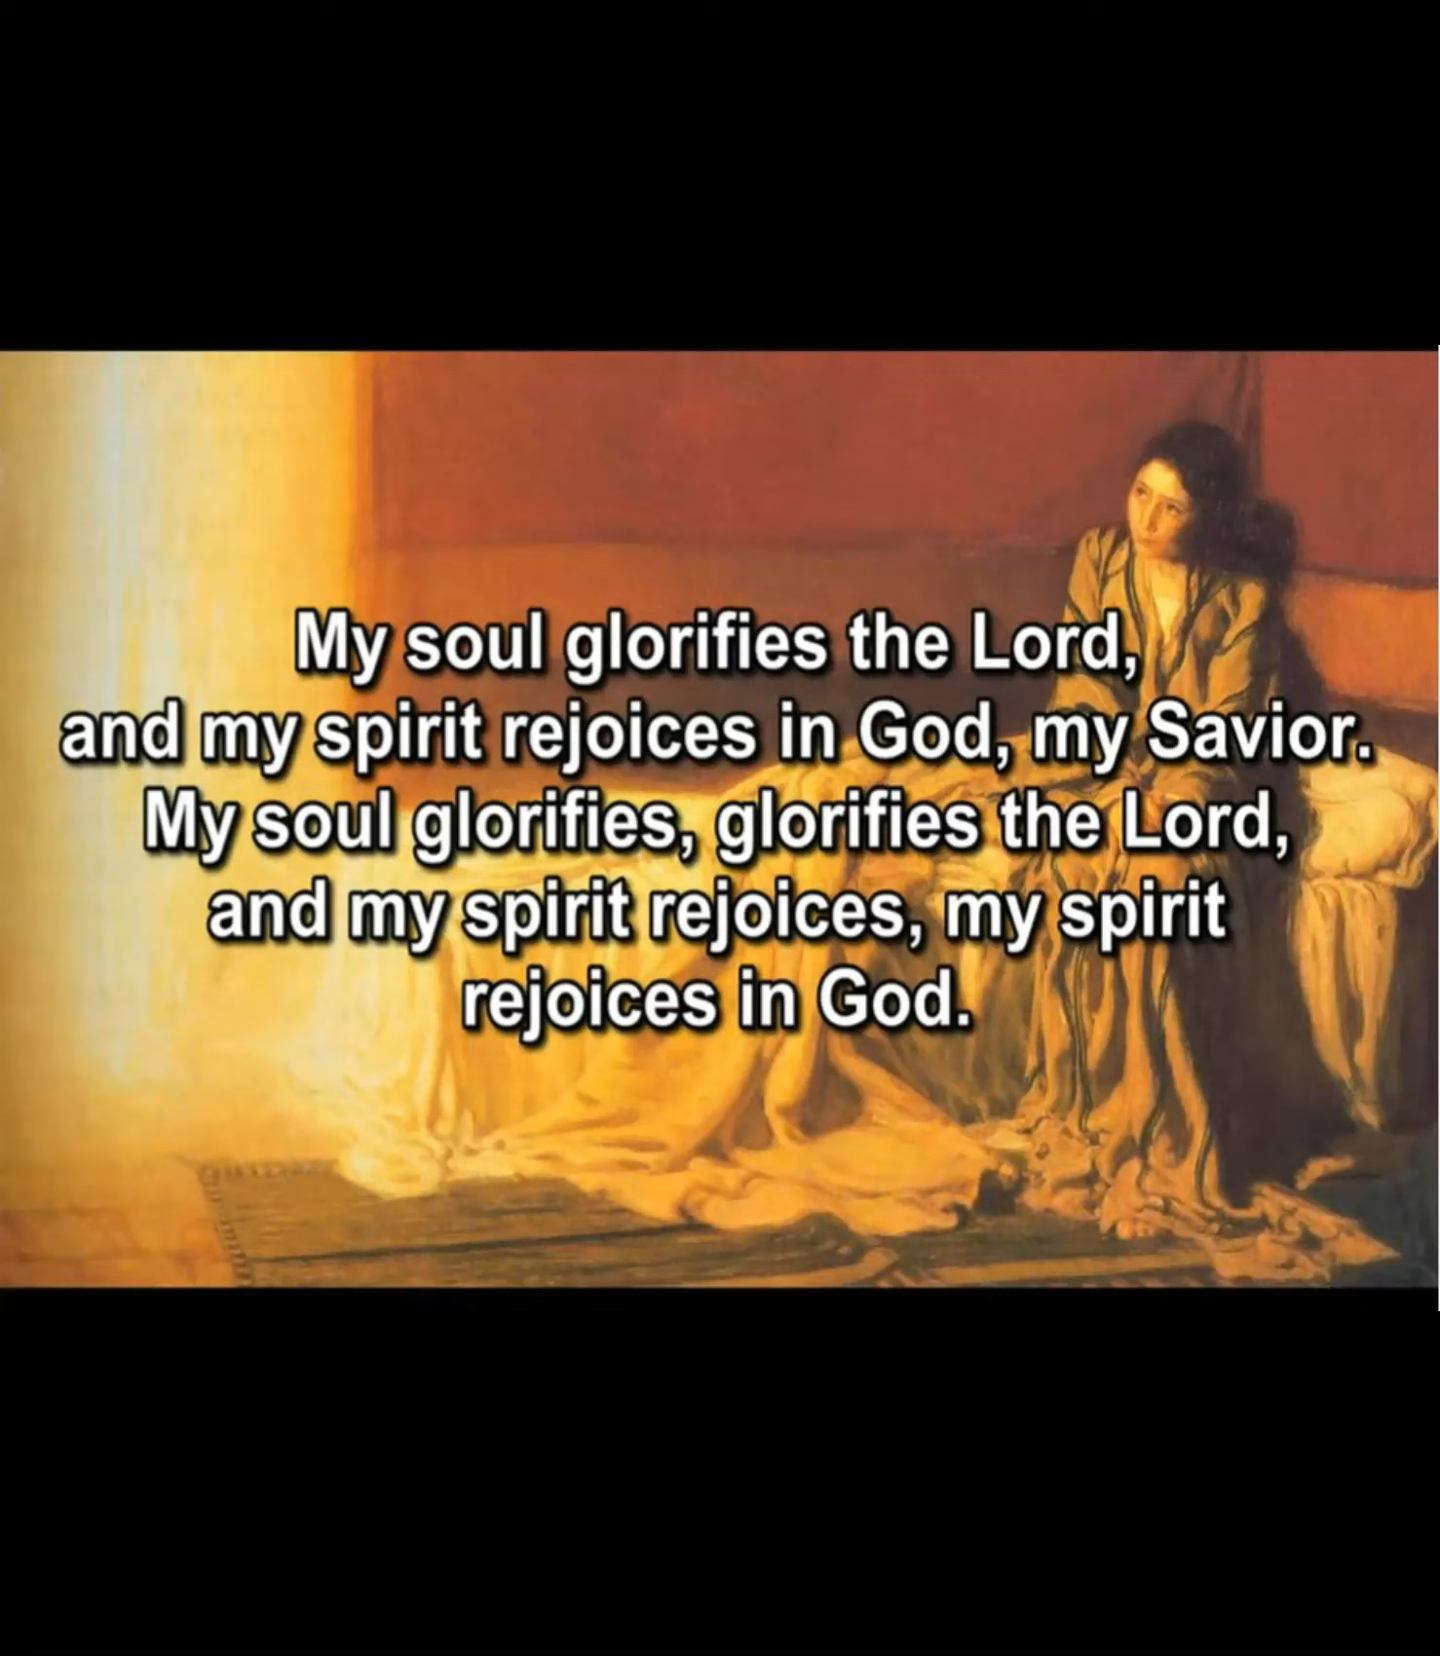 My soul glorifies the Lord,
and my spirit rejoices in God, my Savior.
My soul glorifies, glorifies the Lord,
and my spirit rejoices, my spirit
rejoices in God.